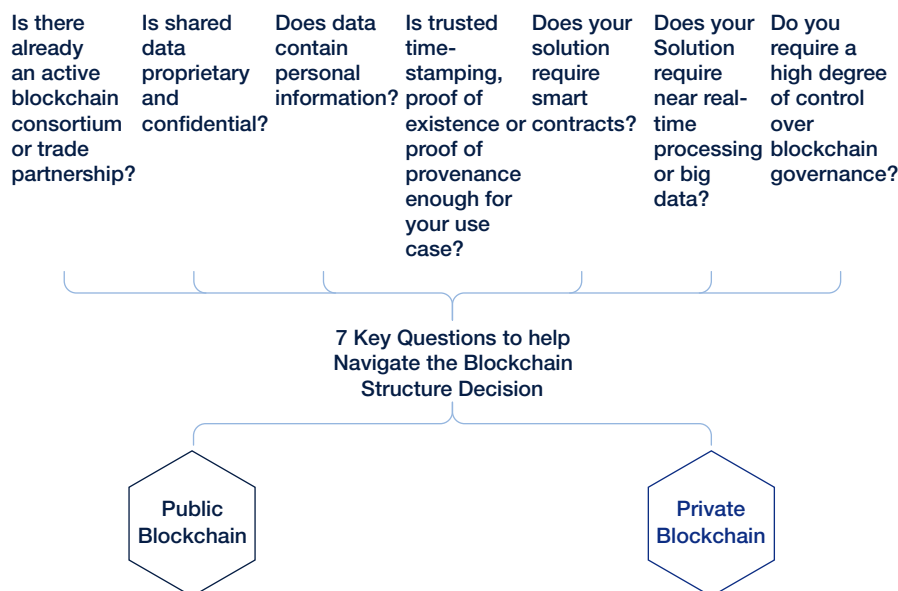 Is there
already
an active
blockchain
consortium
or trade
partnership?
Is shared
data
proprietary
and
confidential?
Does data
contain
personal
information?
Is trusted
time-
stamping,
proof of
existence or
proof of
provenance
enough for
your use
case?
Does your
solution
require
smart
contracts?
Does your
Solution
require
near real-
time
processing
or big
data?
Do you
require a
high degree
of control
over
blockchain
governance?
7 Key Questions to help
Navigate the Blockchain
Structure Decision
Public
Blockchain
Private
Blockchain